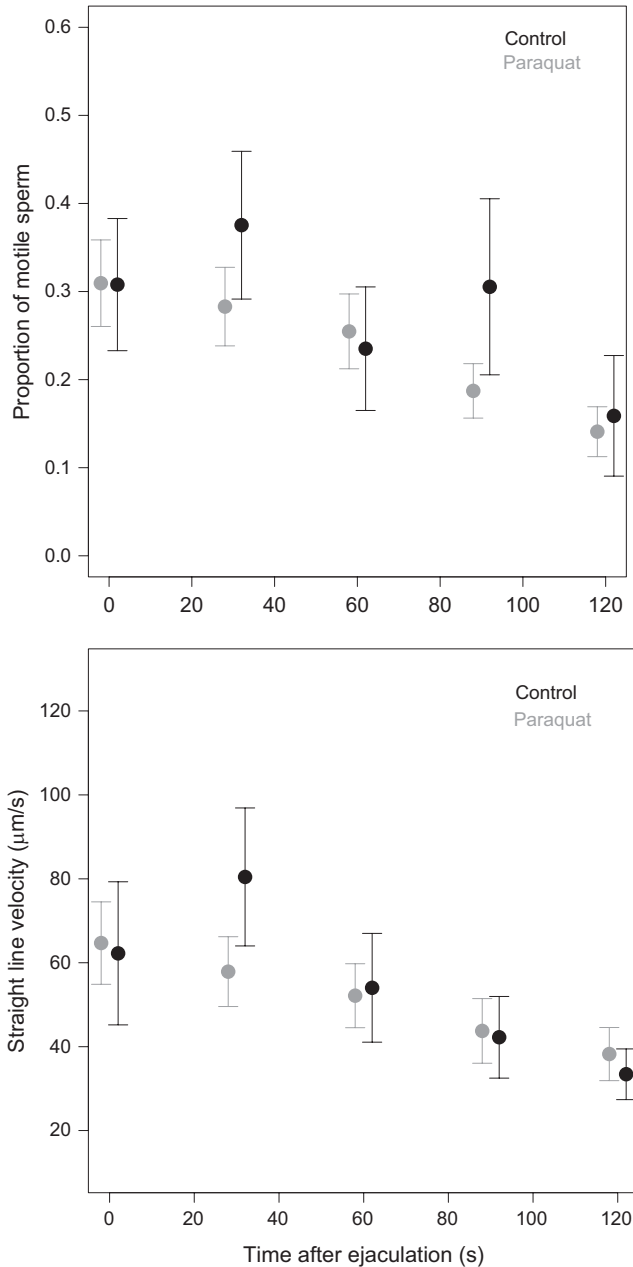 0.6
Control
Paraquat
0.5
0.4
0.3
0.2
0.1
0.0
Proportion of motile sperm
0 20 40 60 80 100 120
Control
Paraquat
120
100
80
60
40
20
Straight line velocity (μm/s)
0 20 40 60 80 100 120
Time after ejaculation (s)